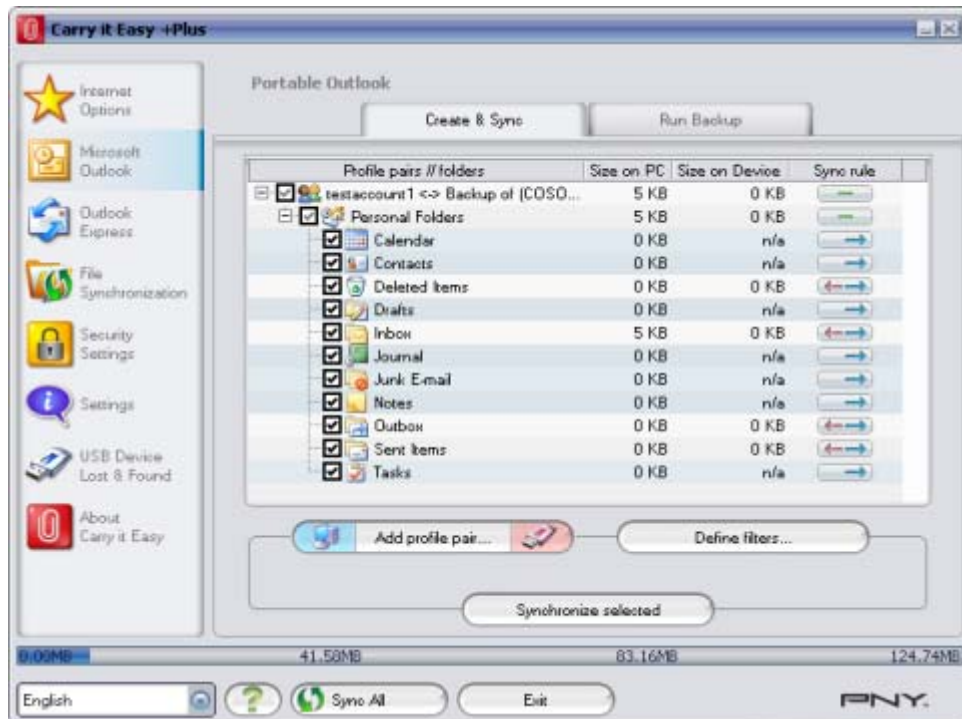 Carry it Easy +Plus
Internet Options
Microsoft Outlook
Outlook Express
File Synchronization
Security Settings
Settings
USB Device Lost & Found
About Carry it Easy
Portable Outlook
Create & Sync Run Backup
Profile pairs // folders Size on PC Size on Device Sync rule
testaccount1 <-> Backup of (COSO... 5 KB 0 KB
Personal Folders 5 KB 0 KB
Calendar 0 KB n/a
Contacts 0 KB n/a
Deleted Items 0 KB 0 KB
Drafts 0 KB n/a
Inbox 5 KB 0 KB
Journal 0 KB n/a
Junk E-mail 0 KB n/a
Notes 0 KB n/a
Outbox 0 KB 0 KB
Sent Items 0 KB 0 KB
Tasks 0 KB n/a
Add profile pair... Define filters...
Synchronize selected
0.00MB 41.58MB 83.16MB 124.74MB
English ? Sync All Exit PNY.